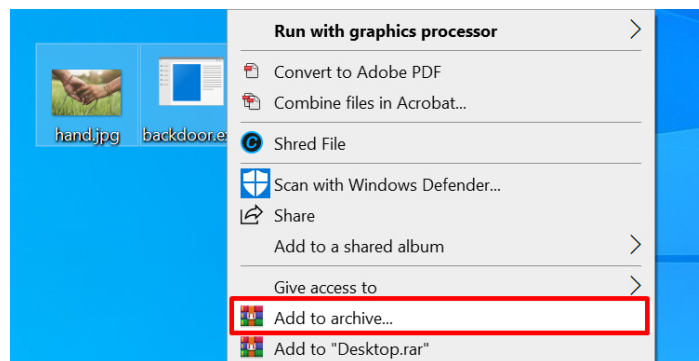 Run with graphics processor
Convert to Adobe PDF
Combine files in Acrobat...
hand.jpg
backdoor.e
Shred File
Scan with Windows Defender...
Share
Add to a shared album
Give access to
Add to archive...
Add to "Desktop.rar"